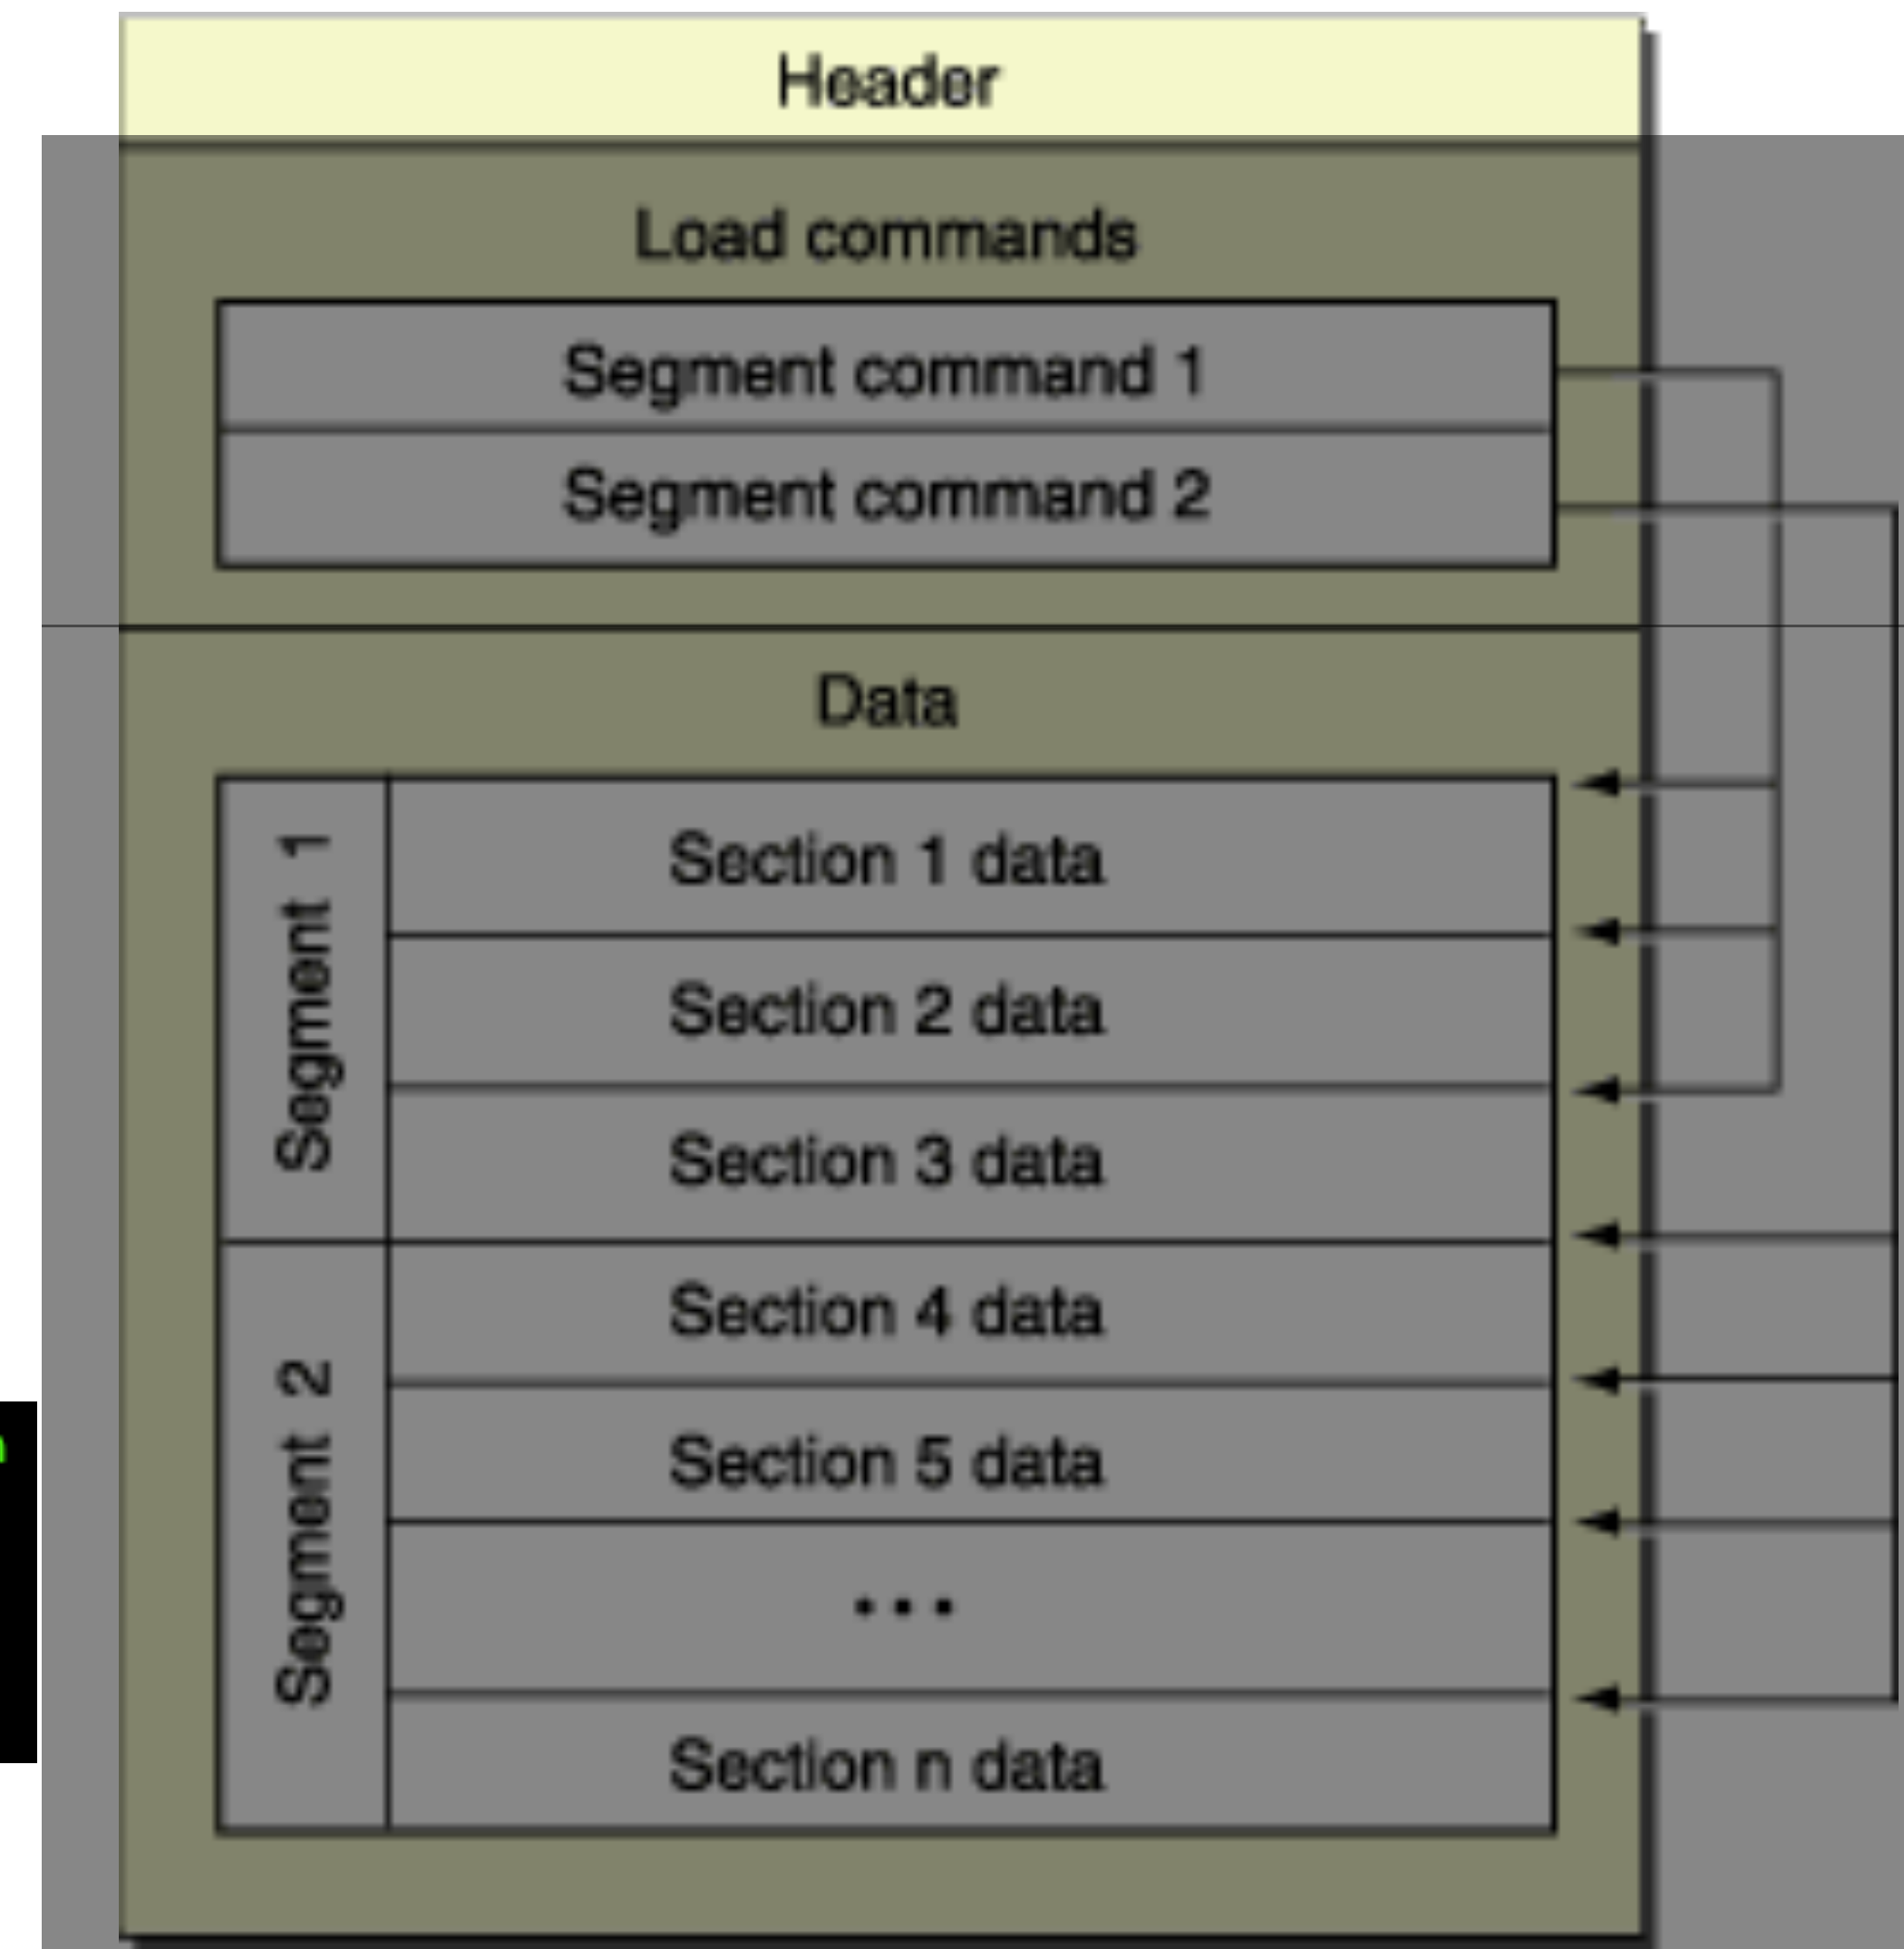 Header
Load commands
Segment command 1
Segment command 2
Data
Segment 1
Section 1 data
Section 2 data
Section 3 data
Segment 2
Section 4 data
Section 5 data
...
Section n data